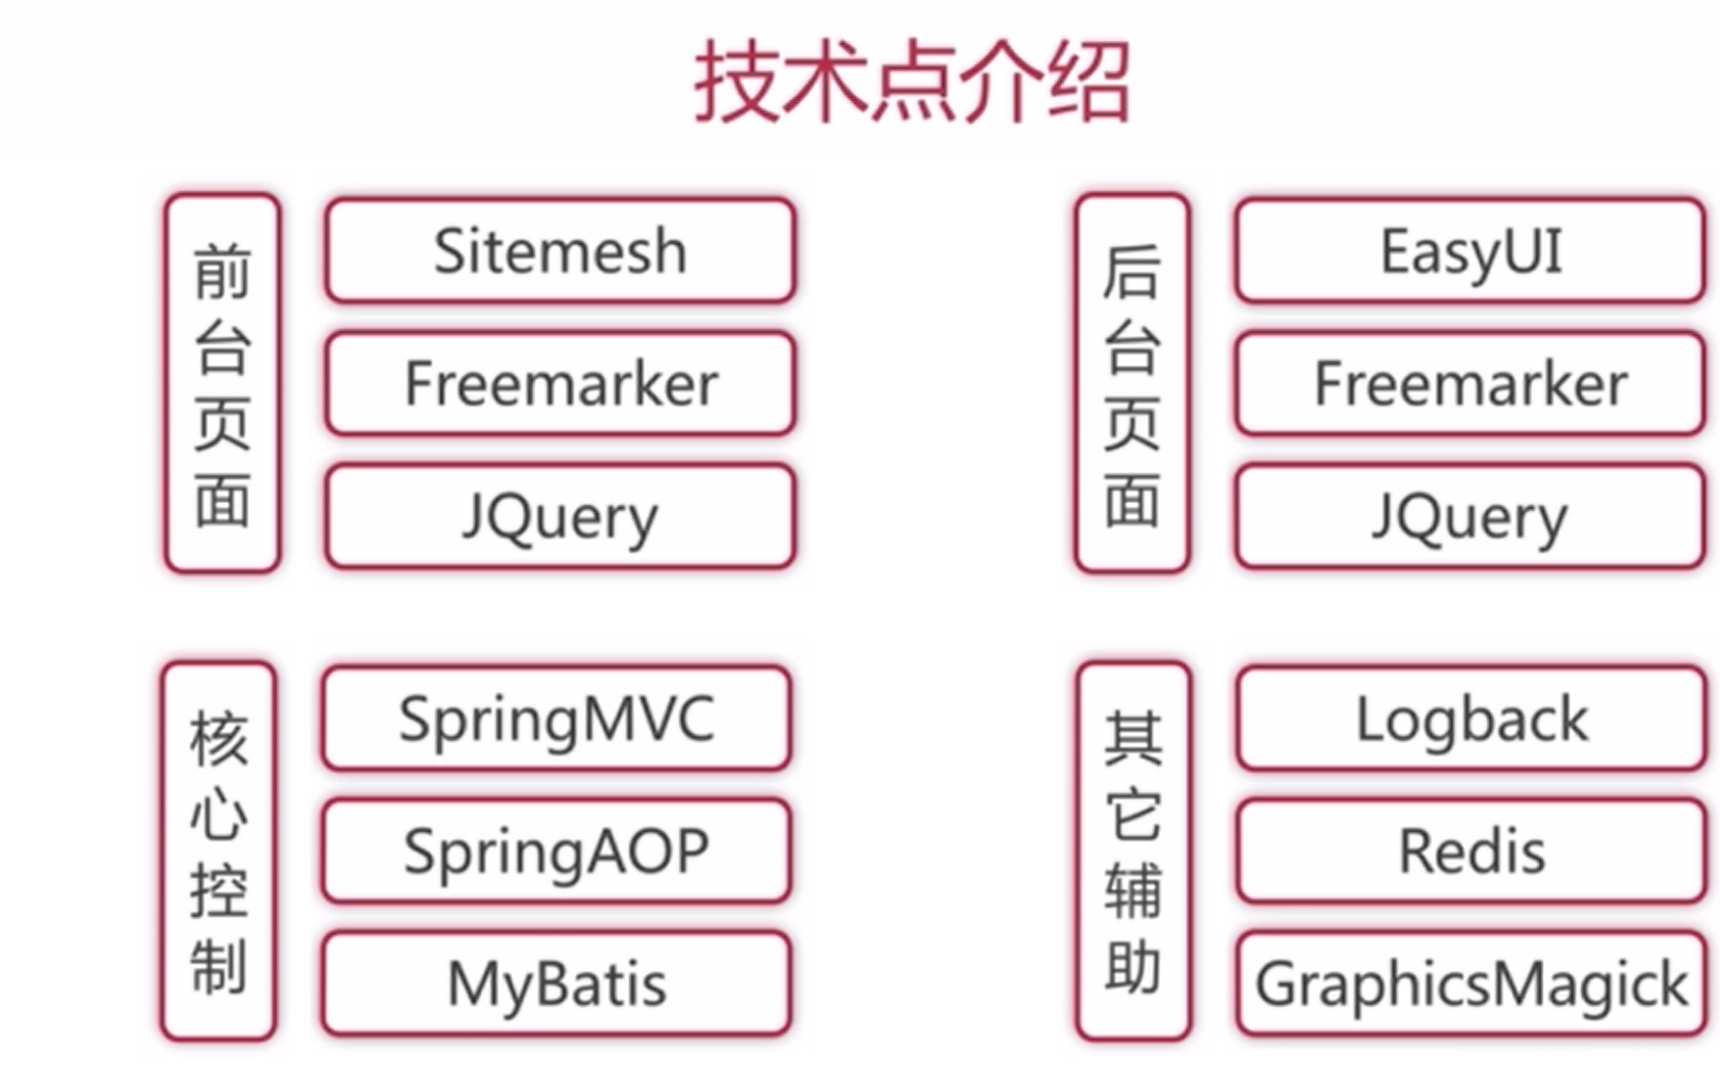 技术点介绍
前台页面
Sitemesh
Freemarker
JQuery
后台页面
EasyUI
Freemarker
JQuery
核心控制
SpringMVC
SpringAOP
MyBatis
其它辅助
Logback
Redis
GraphicsMagick